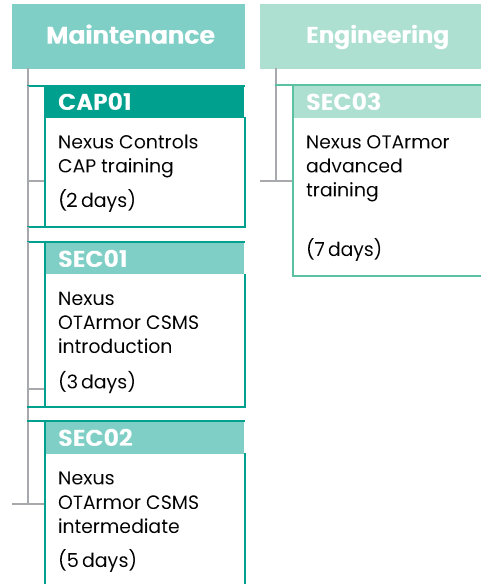 Maintenance
CAP01
Nexus Controls
CAP training
(2 days)
SEC01
Nexus
OTArmor CSMS
introduction
(3 days)
SEC02
Nexus
OTArmor CSMS
intermediate
(5 days)
Engineering
SEC03
Nexus OTArmor
advanced
training
(7 days)